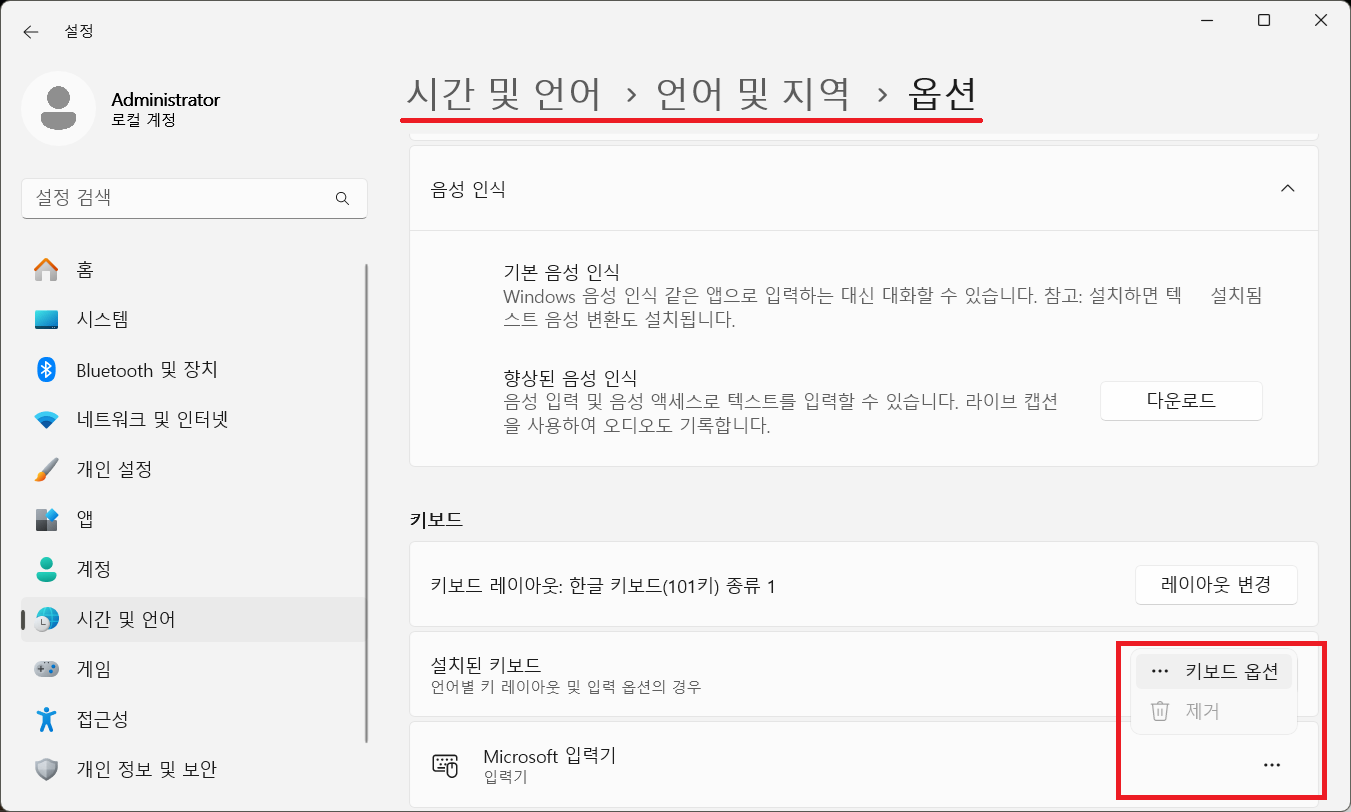 설정
Administrator
로컬 계정
설정 검색
홈
시스템
Bluetooth 및 장치
네트워크 및 인터넷
개인 설정
앱
계정
시간 및 언어
게임
접근성
개인 정보 및 보안
시간 및 언어 › 언어 및 지역 › 옵션
음성 인식
기본 음성 인식
Windows 음성 인식 같은 앱으로 입력하는 대신 대화할 수 있습니다. 참고: 설치하면 텍
스트 음성 변환도 설치됩니다.
설치됨
향상된 음성 인식
음성 입력 및 음성 액세스로 텍스트를 입력할 수 있습니다. 라이브 캡션
을 사용하여 오디오도 기록합니다.
다운로드
키보드
키보드 레이아웃: 한글 키보드(101키) 종류 1
레이아웃 변경
설치된 키보드
언어별 키 레이아웃 및 입력 옵션의 경우
키보드 옵션
제거
Microsoft 입력기
입력기